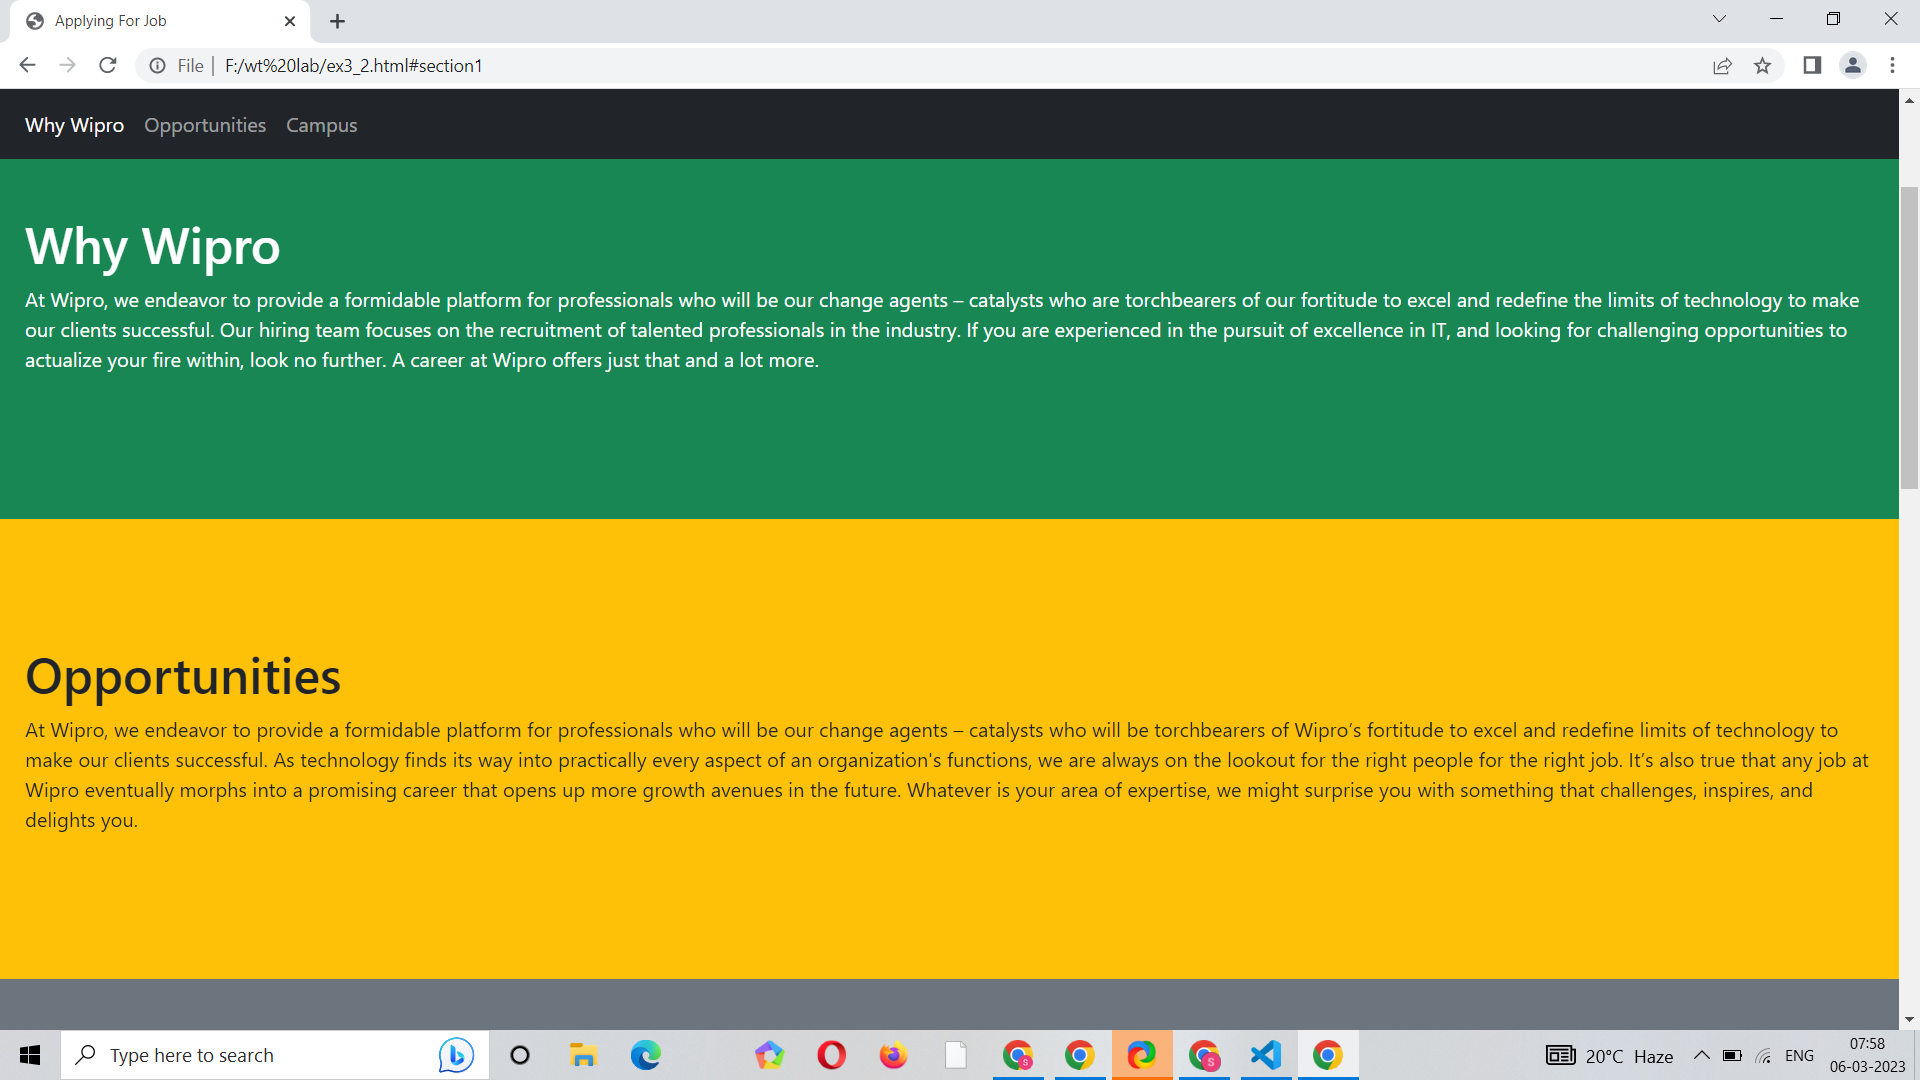 Applying For Job
File
F:/wt%20lab/ex3_2.html#section1
Why Wipro Opportunities Campus
Why Wipro
At Wipro, we endeavor to provide a formidable platform for professionals who will be our change agents – catalysts who are torchbearers of our fortitude to excel and redefine the limits of technology to make
our clients successful. Our hiring team focuses on the recruitment of talented professionals in the industry. If you are experienced in the pursuit of excellence in IT, and looking for challenging opportunities to
actualize your fire within, look no further. A career at Wipro offers just that and a lot more.
Opportunities
At Wipro, we endeavor to provide a formidable platform for professionals who will be our change agents – catalysts who will be torchbearers of Wipro’s fortitude to excel and redefine limits of technology to
make our clients successful. As technology finds its way into practically every aspect of an organization's functions, we are always on the lookout for the right people for the right job. It’s also true that any job at
Wipro eventually morphs into a promising career that opens up more growth avenues in the future. Whatever is your area of expertise, we might surprise you with something that challenges, inspires, and
delights you.
Type here to search
20°C Haze
ENG
07:58
06-03-2023